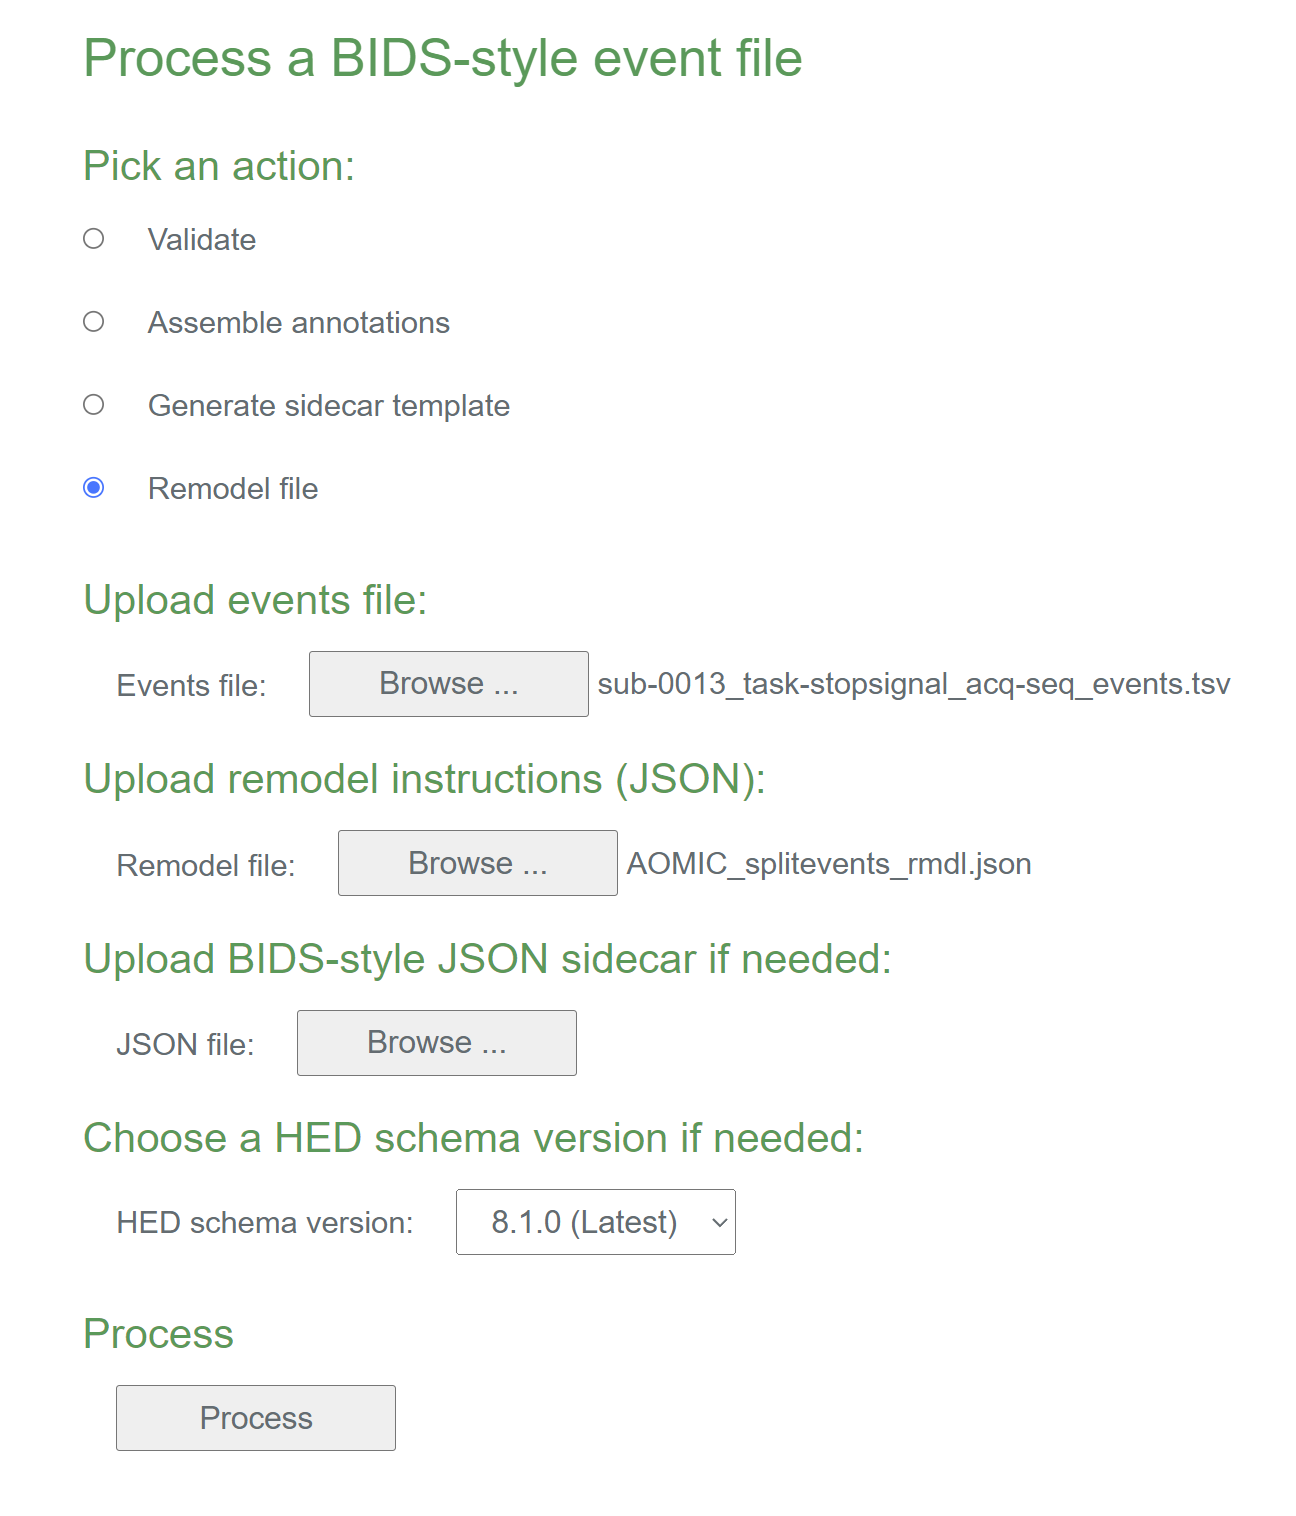 Process a BIDS-style event file
Pick an action:
Validate
Assemble annotations
Generate sidecar template
Remodel file
Upload events file:
Events file: Browse ... sub-0013_task-stopsignal_acq-seq_events.tsv
Upload remodel instructions (JSON):
Remodel file: Browse ... AOMIC_splitevents_rmdl.json
Upload BIDS-style JSON sidecar if needed:
JSON file: Browse ...
Choose a HED schema version if needed:
HED schema version: 8.1.0 (Latest)
Process
Process